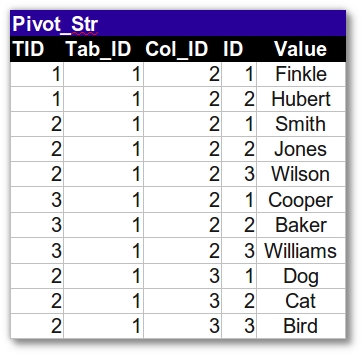 Pivot_Str
TID Tab_ID Col_ID ID Value
1 1 2 1 Finkle
1 1 2 2 Hubert
2 1 2 1 Smith
2 1 2 2 Jones
2 1 2 3 Wilson
3 1 2 1 Cooper
3 1 2 2 Baker
3 1 2 3 Williams
2 1 3 1 Dog
2 1 3 2 Cat
2 1 3 3 Bird